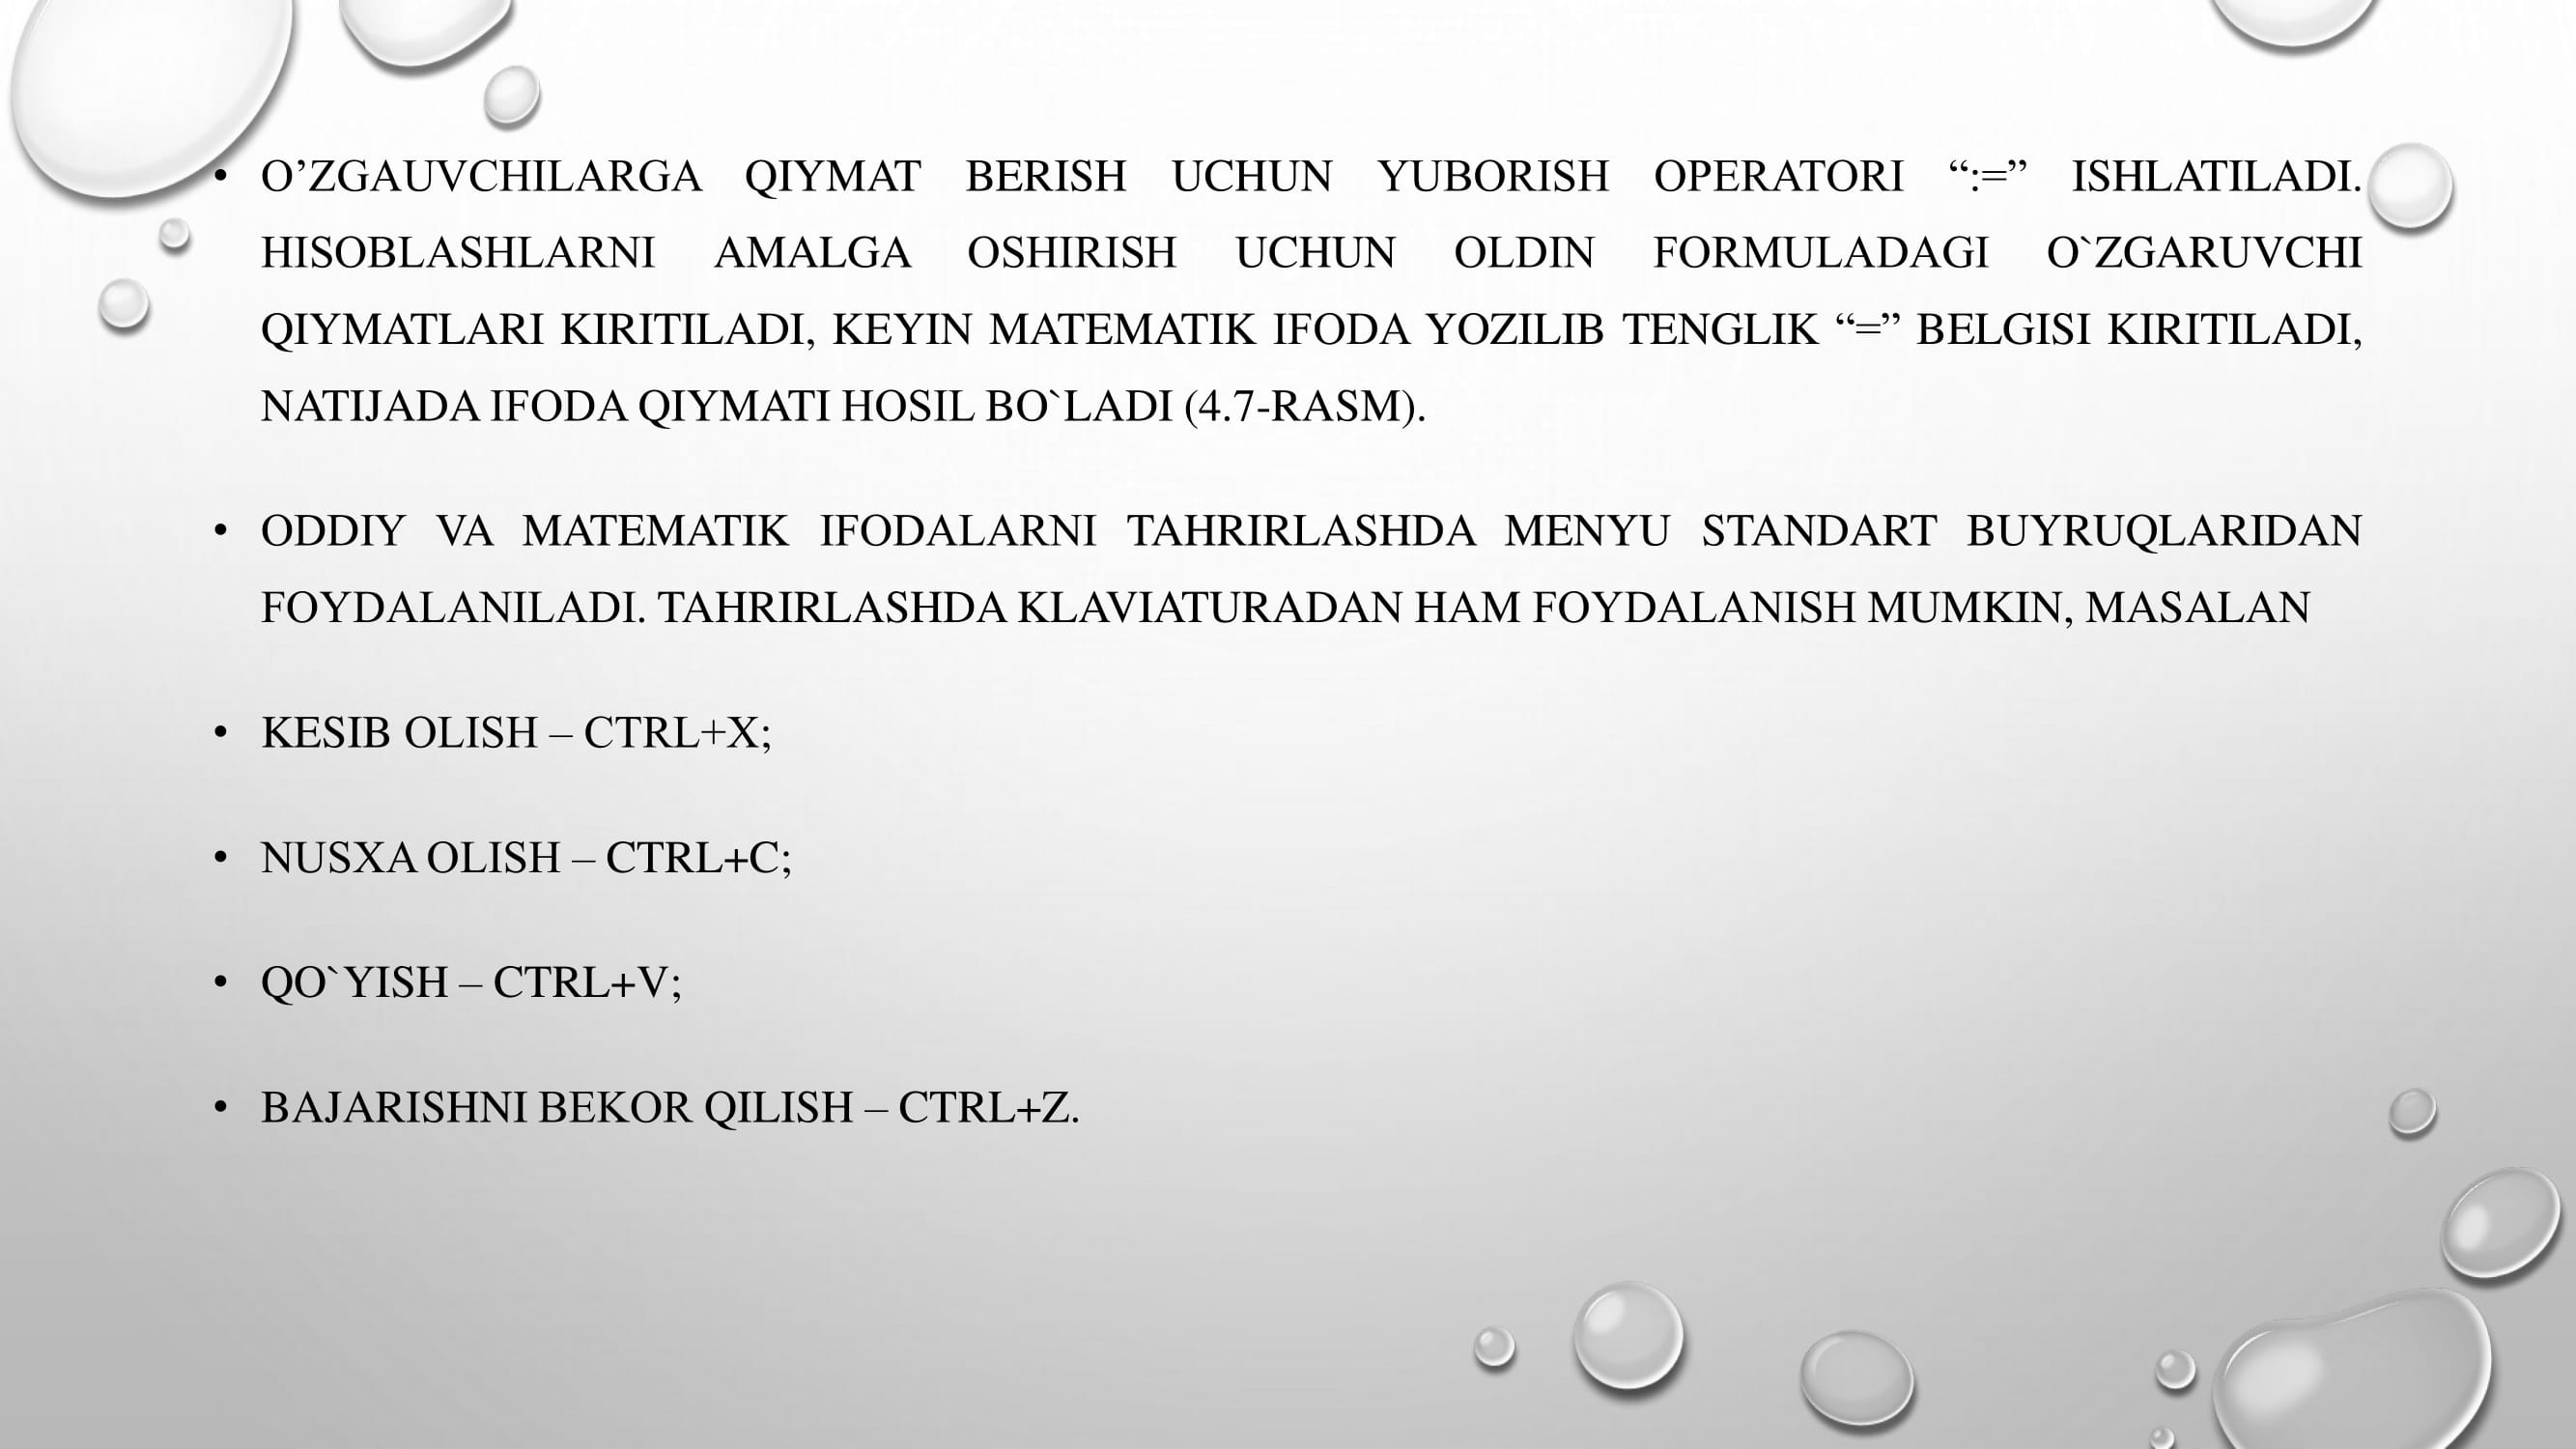 • O’ZGAUVCHILARGA QIYMAT BERISH UCHUN YUBORISH OPERATORI “:=” ISHLATILADI.
HISOBLASHLARNI AMALGA OSHIRISH UCHUN OLDIN FORMULADAGI O`ZGARUVCHI
QIYMATLARI KIRITILADI, KEYIN MATEMATIK IFODA YOZILIB TENGLIK “=” BELGISI KIRITILADI,
NATIJADA IFODA QIYMATI HOSIL BO`LADI (4.7-RASM).
• ODDIY VA MATEMATIK IFODALARNI TAHRIRLASHDA MENYU STANDART BUYRUQLARIDAN
FOYDALANILADI. TAHRIRLASHDA KLAVIATURADAN HAM FOYDALANISH MUMKIN, MASALAN
• KESIB OLISH – CTRL+X;
• NUSXA OLISH – CTRL+C;
• QO`YISH – CTRL+V;
• BAJARISHNI BEKOR QILISH – CTRL+Z.